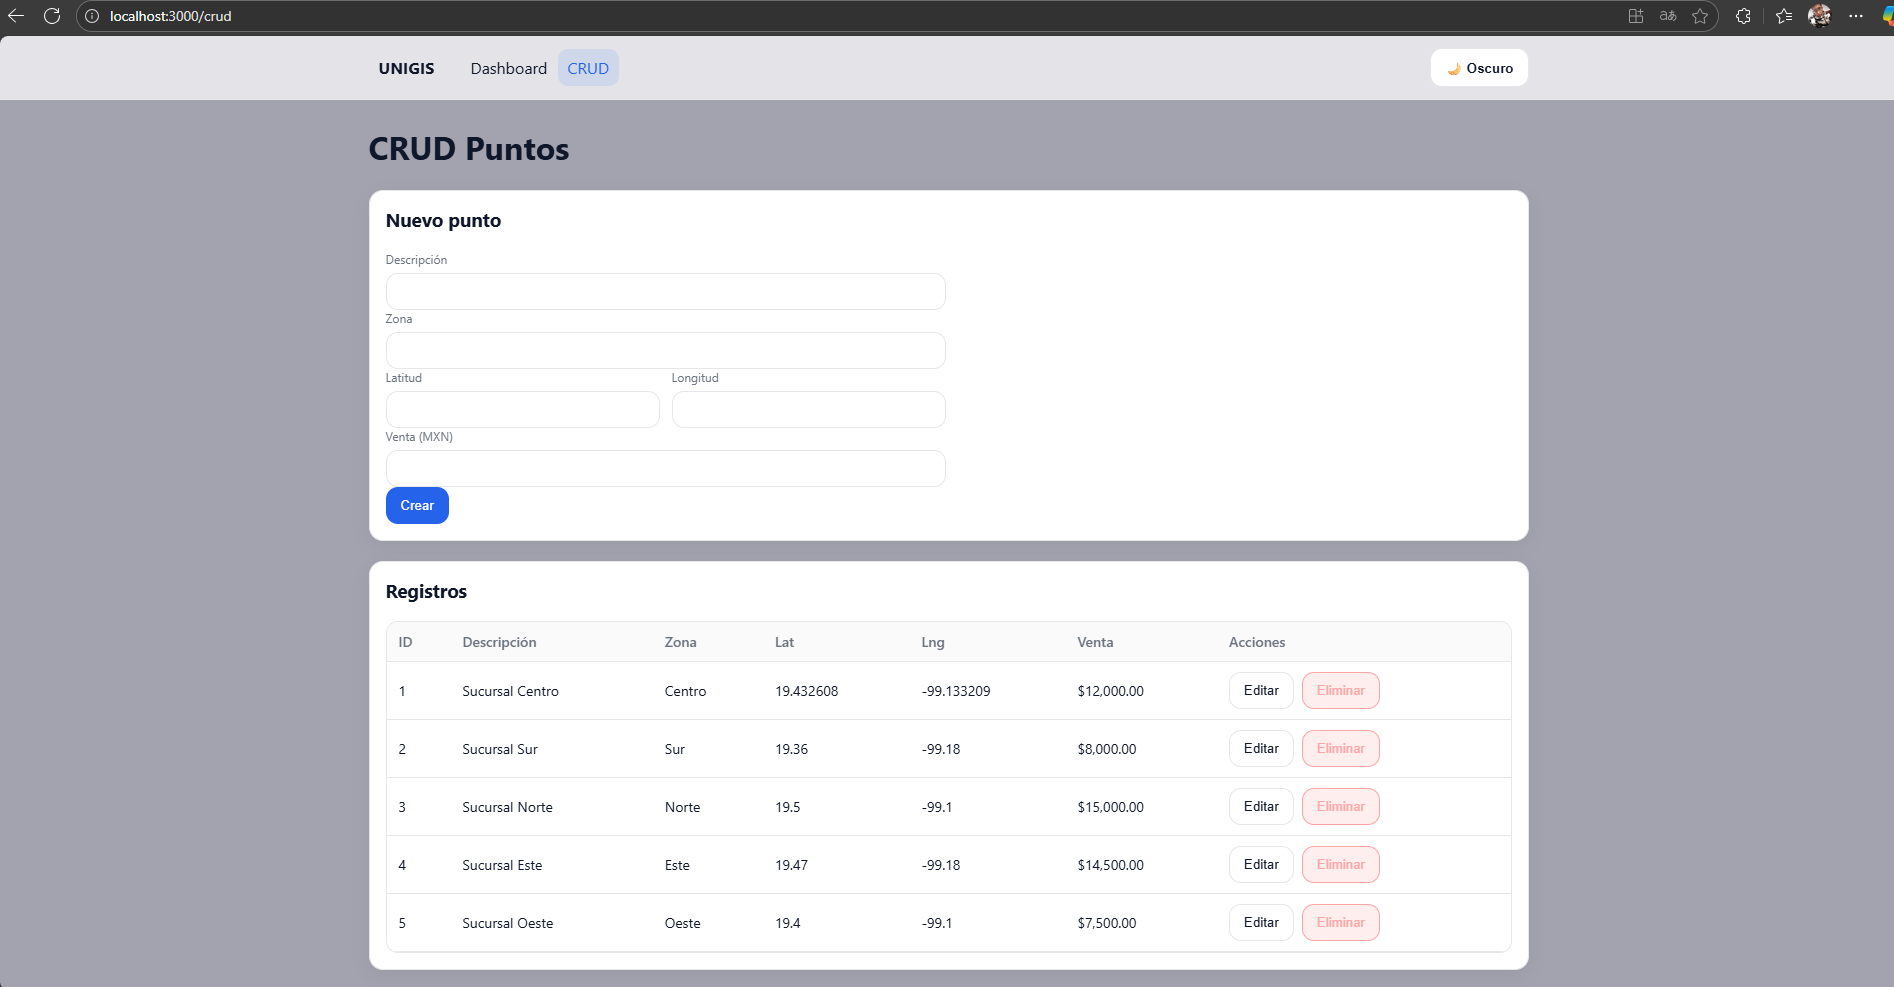 localhost:3000/crud
UNIGIS Dashboard CRUD 🌙 Oscuro
CRUD Puntos
Nuevo punto
Descripción
Zona
Latitud Longitud
Venta (MXN)
Crear
Registros
ID Descripción Zona Lat Lng Venta Acciones
1 Sucursal Centro Centro 19.432608 -99.133209 $12,000.00 Editar Eliminar
2 Sucursal Sur Sur 19.36 -99.18 $8,000.00 Editar Eliminar
3 Sucursal Norte Norte 19.5 -99.1 $15,000.00 Editar Eliminar
4 Sucursal Este Este 19.47 -99.18 $14,500.00 Editar Eliminar
5 Sucursal Oeste Oeste 19.4 -99.1 $7,500.00 Editar Eliminar